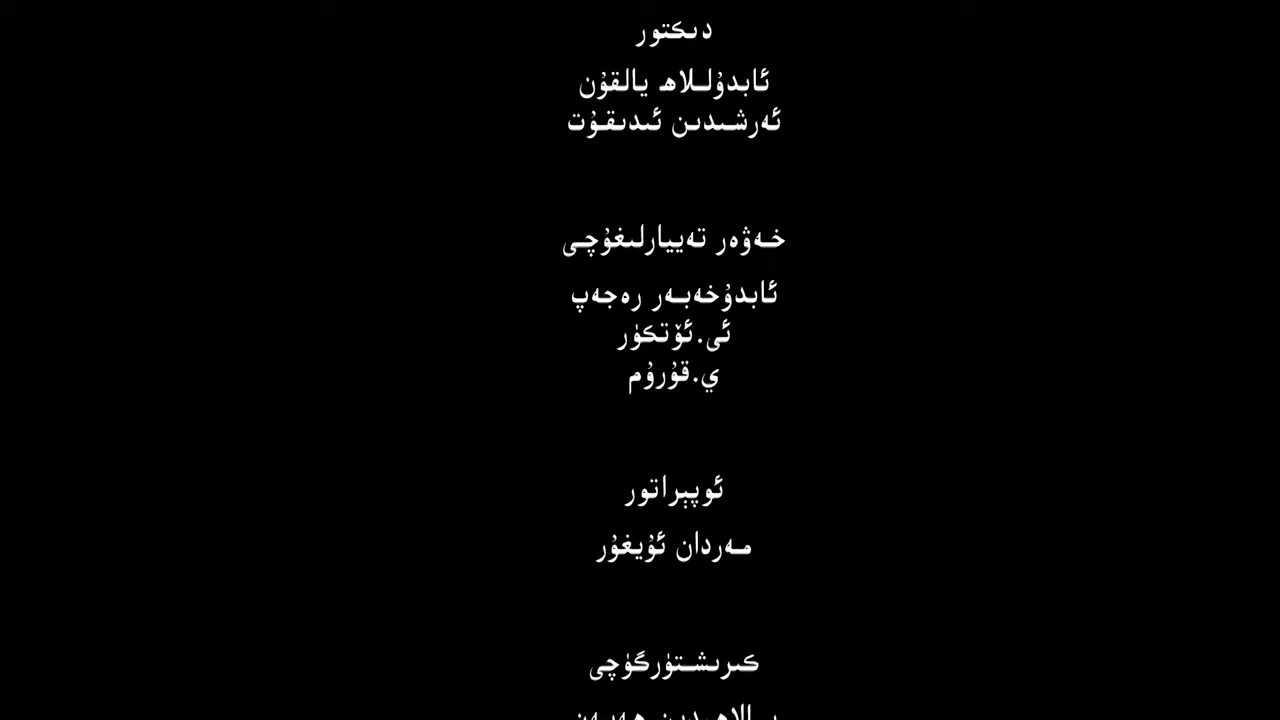 دىكتور
ئابدۇللاھ يالقۇن
ئەرشىدىن ئىدىقۇت
خەۋەر تەييارلىغۇچى
ئابدۇخەبەر رەجەپ
ئى.ئۆتكۈر
ي.قۇرۇم
ئوپېراتور
مەردان ئۇيغۇر
كىرىشتۈرگۈچى